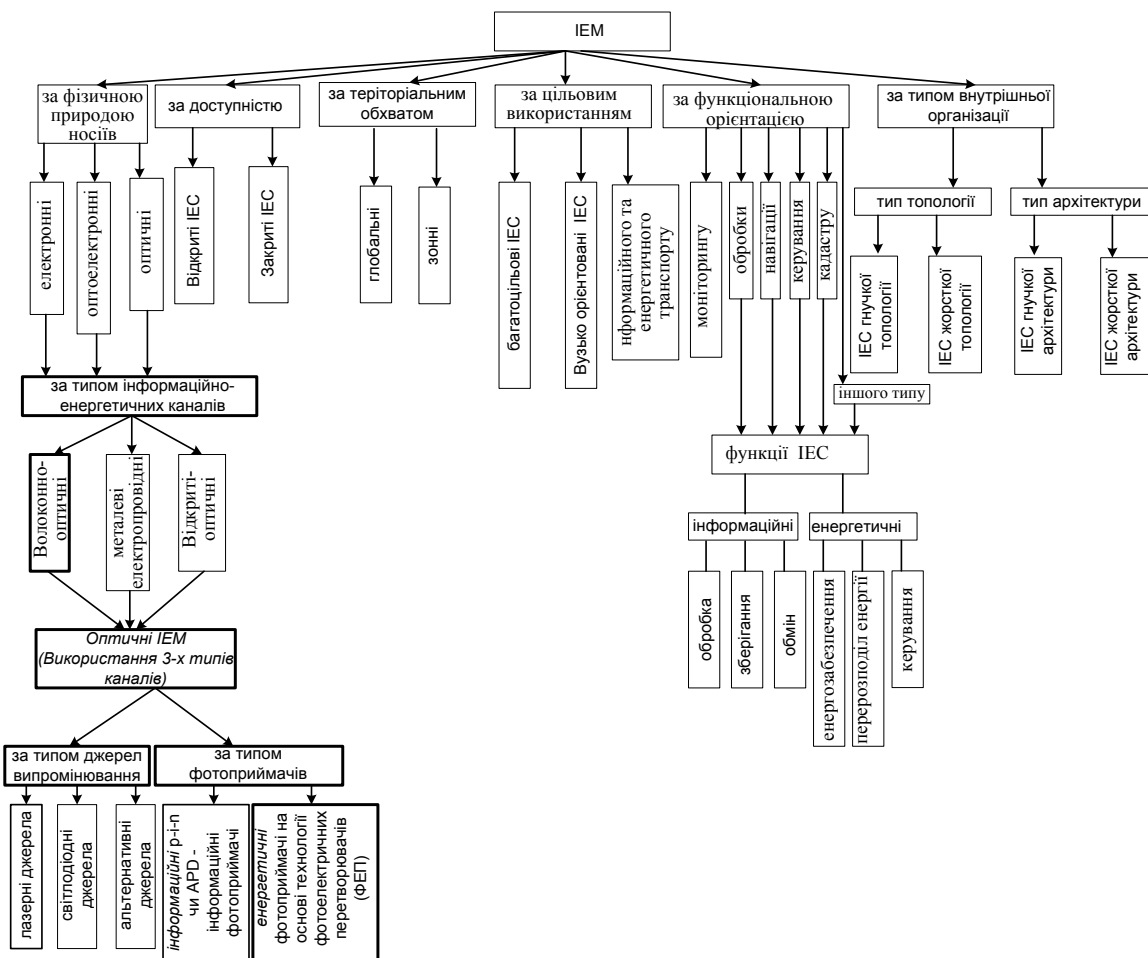 ІЕМ
за фізичною
природою
носіїв
за доступністю
за теріторіальним
обхватом
за цільовим
використанням
за функціональною
орієнтацією
за типом внутрішньої
організації
електронні
оптоелектронні
оптичні
Відкриті ІЕС
Закриті ІЕС
глобальні
зонні
багатоцільові ІЕС
Вузько орієнтовані ІЕС
нформаційного та
енергетичного
транспорту
моніторингу
обробки
навігації
керування
кадастру
тип топології
тип архітектури
ІЕС гнучкої
топології
ІЕС жорсткої
топології
ІЕС гнучкої
архітектури
ІЕС жорсткт
архітектури
іншого типу
за типом інформаційно-
енергетичних каналів
функції ІЕС
Волоконно-
оптичні
металеві
електропровідні
Відкриті-
оптичні
інформаційні
енергетичні
обробка
зберігання
обмін
енергозабезпечення
перерозподіл енергії
керування
Оптичні ІЕМ
(Використання 3-х типів
каналів)
за типом джерел
випромінювання
за типом
фотоприймачів
лазерні джерела
світлодіодні
джерела
альтернативні
джерела
інформаційні p-i-n
чи APD -
інформаційні
фотоприймачі
енергетичні
фотоприймачі на
основі технології
фотоелектричних
перетворювачів
(ФЕП)